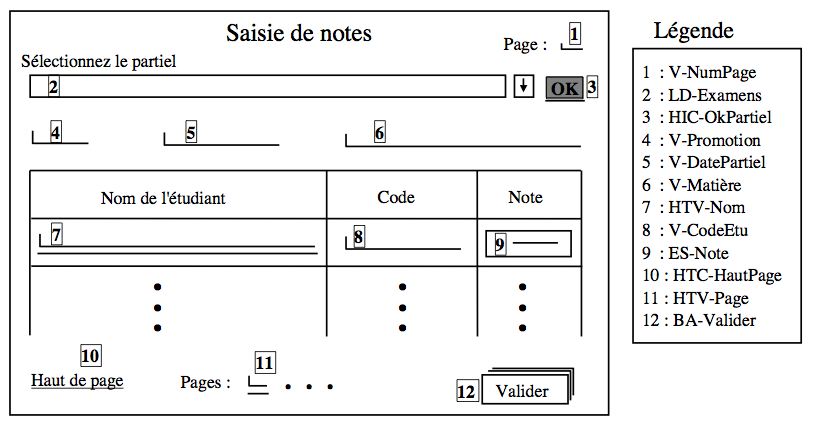 Saisie de notes
Page : 1
Sélectionnez le partiel
2 OK 3
4 5 6
Nom de l'étudiant Code Note
7 8 9
10 11
Haut de page Pages : 12 Valider
Légende
1 : V-NumPage
2 : LD-Examens
3 : HIC-OkPartiel
4 : V-Promotion
5 : V-DatePartiel
6 : V-Matière
7 : HTV-Nom
8 : V-CodeEtu
9 : ES-Note
10 : HTC-HautPage
11 : HTV-Page
12 : BA-Valider